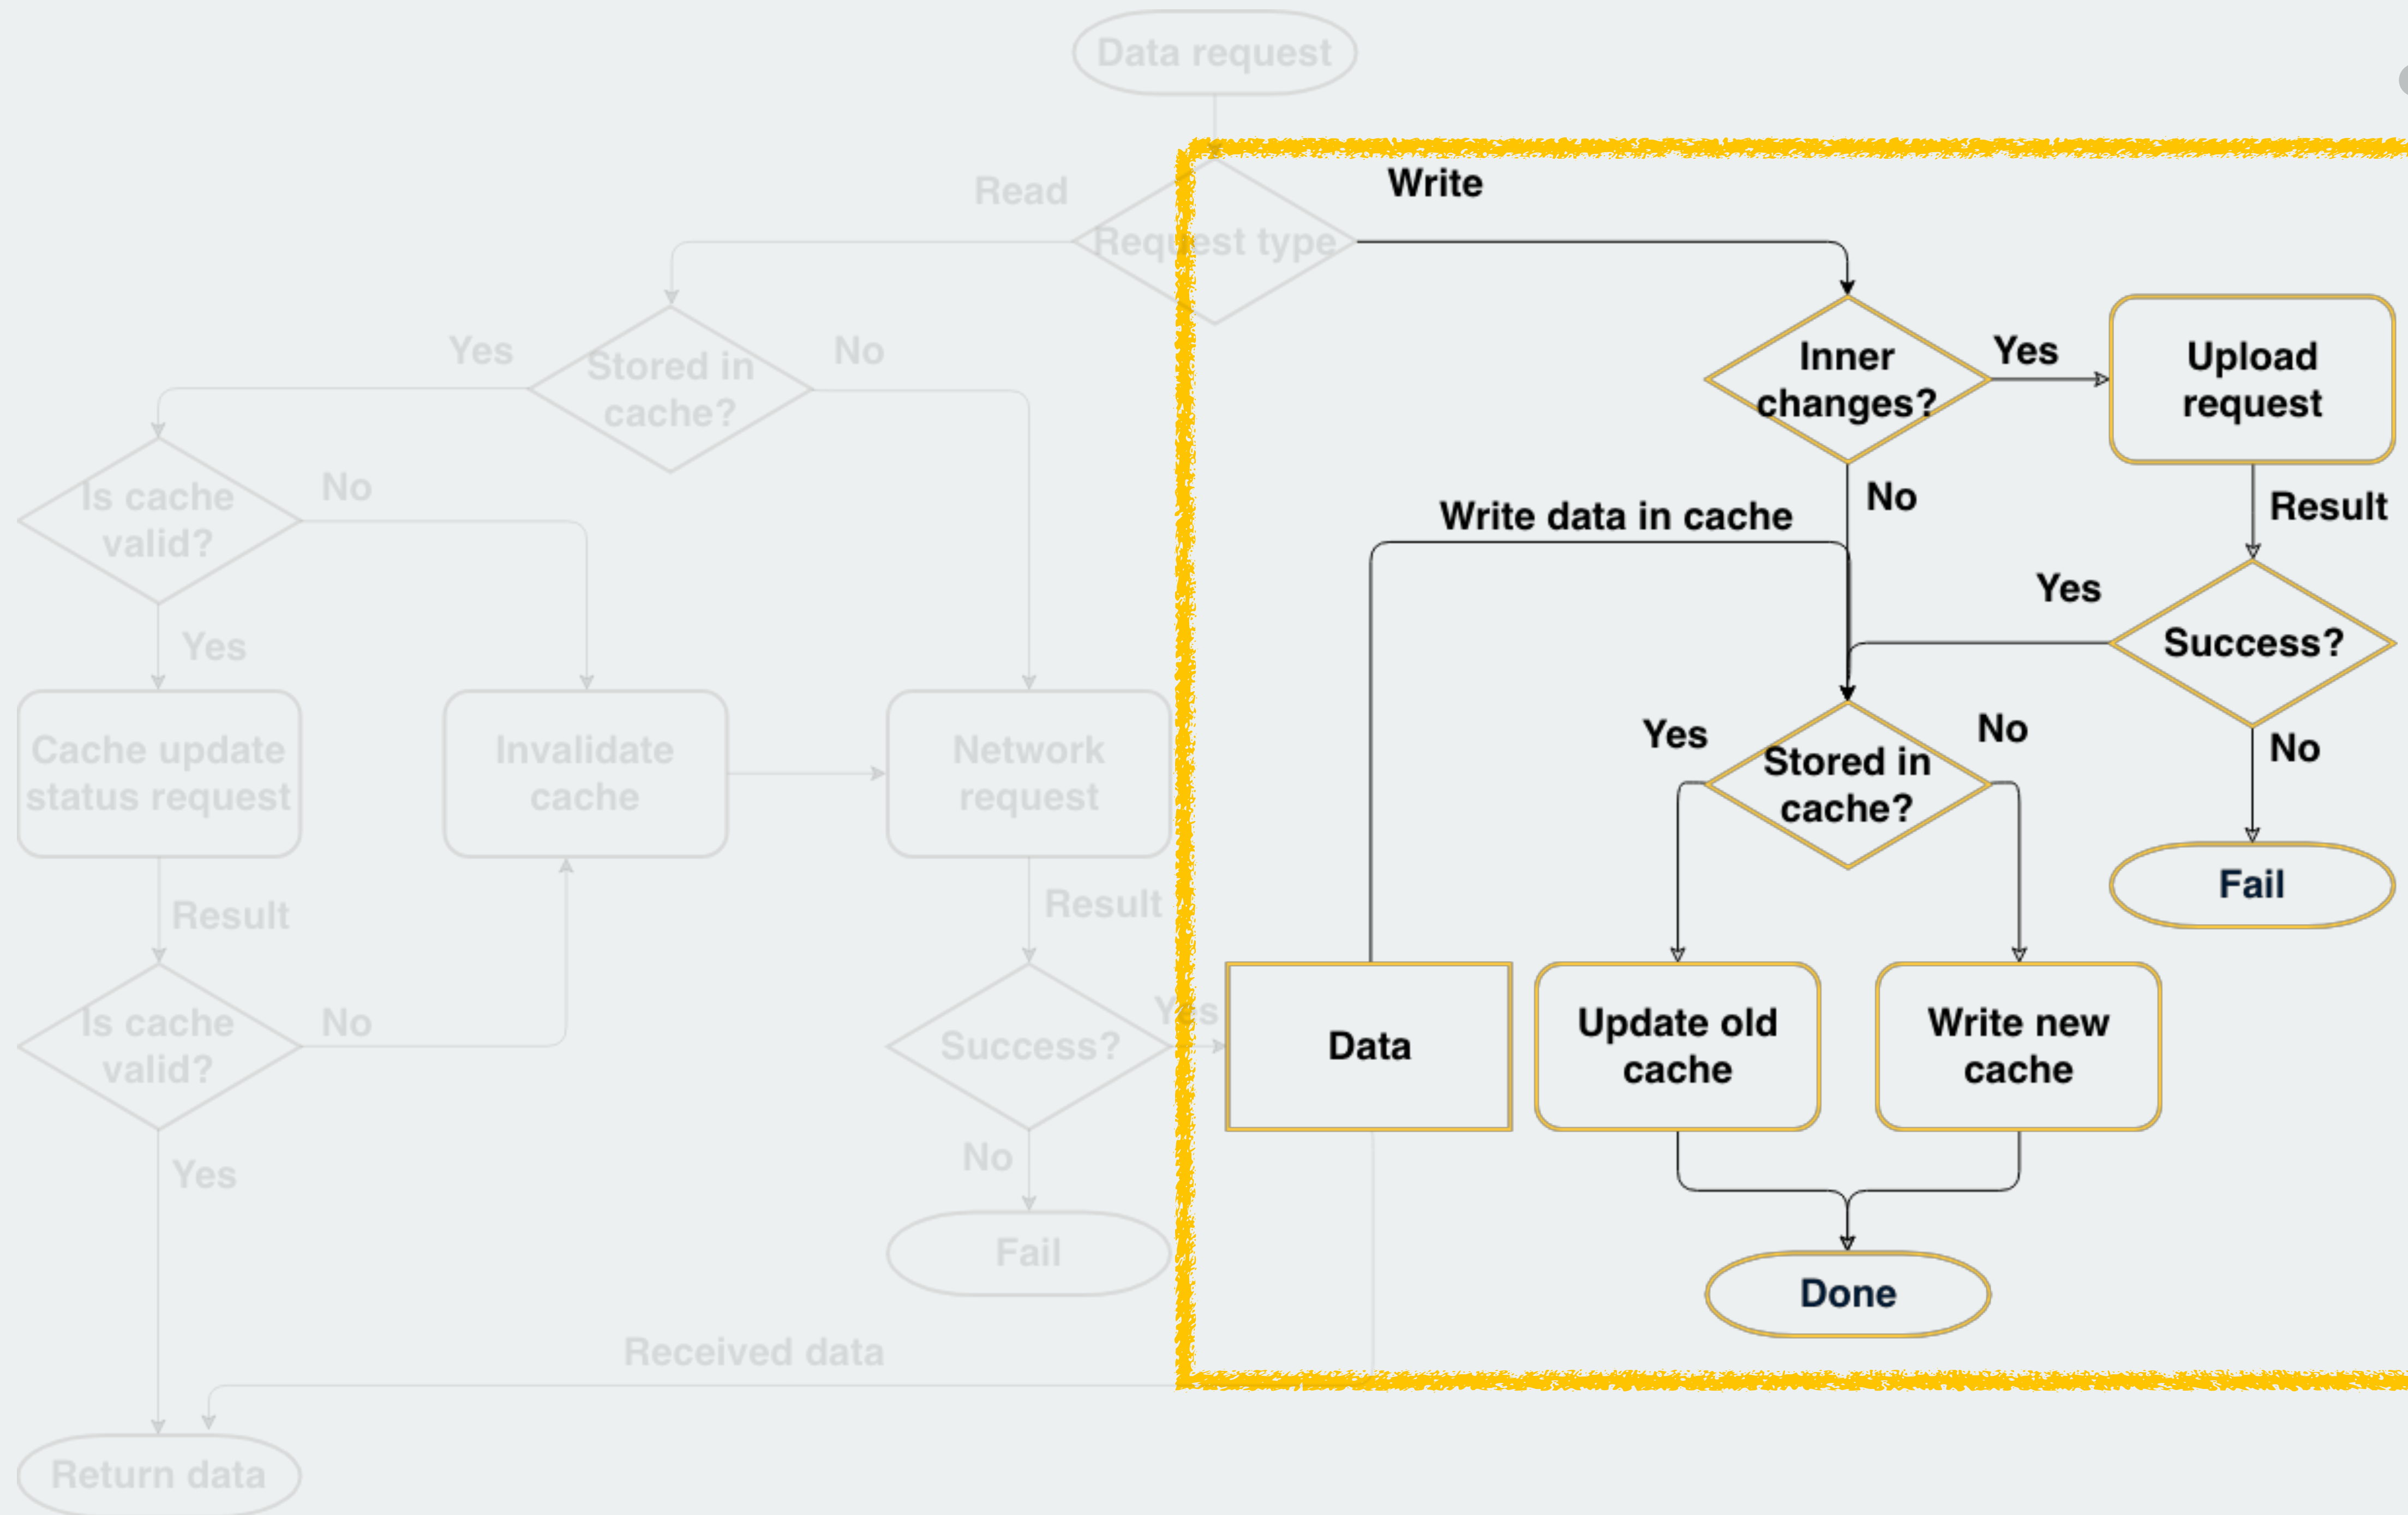 Data request
Read
Write
Request type
Yes
Stored in
cache?
No
Inner
changes?
Yes
Upload
request
Is cache
valid?
No
No
Result
Write data in cache
Yes
Yes
Success?
Cache update
status request
Invalidate
cache
Network
request
Yes
Stored in
cache?
No
No
Result
Result
Fail
Is cache
valid?
No
Success?
Yes
Data
Update old
cache
Write new
cache
Yes
No
Fail
Done
Received data
Return data